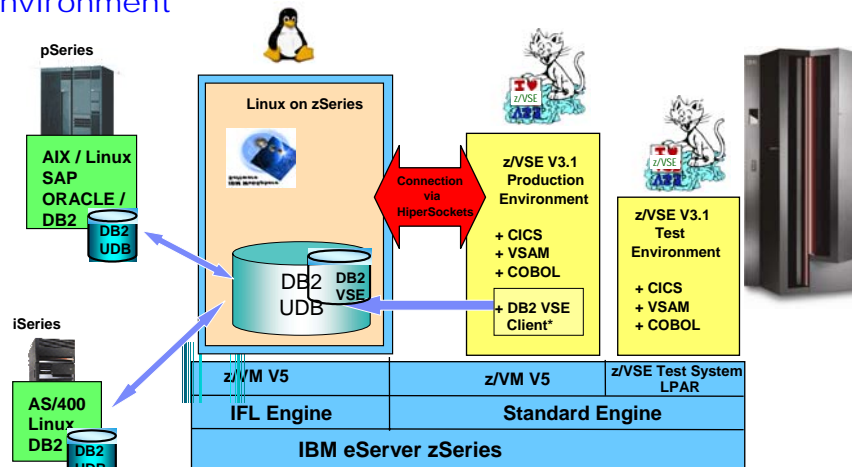 nvironment
pSeries
AIX / Linux
SAP
ORACLE /
DB2
DB2
UDB
iSeries
AS/400
Linux
DB2
DB2
UDB
Linux on zSeries
DB2
UDB
DB2
VSE
Connection
via
HiperSockets
I ♥
z/VSE
z/VSE V3.1
Production
Environment
+ CICS
+ VSAM
+ COBOL
+ DB2 VSE
Client*
z/VSE
z/VSE V3.1
Test
Environment
+ CICS
+ VSAM
+ COBOL
z/VM V5
z/VM V5
z/VSE Test System
LPAR
IFL Engine
Standard Engine
IBM eServer zSeries